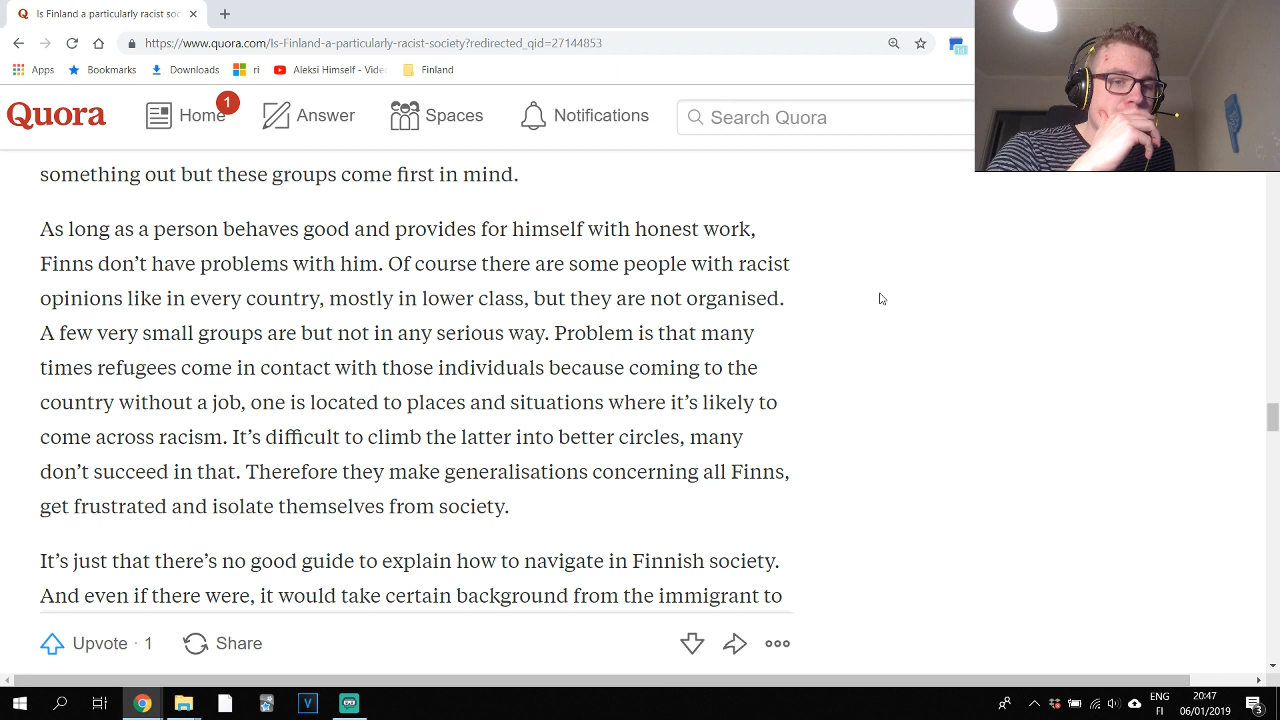 Is Finland a particularly racist soc
https://www.quora.com/Is-Finland-a-particularly-racist-society?redirected_qid=27144853
Apps Bookmarks Downloads ri Aleksi Himself - Vide Finland
Quora Home 1 Answer Spaces Notifications Search Quora
something out but these groups come first in mind.
As long as a person behaves good and provides for himself with honest work,
Finns don’t have problems with him. Of course there are some people with racist
opinions like in every country, mostly in lower class, but they are not organised.
A few very small groups are but not in any serious way. Problem is that many
times refugees come in contact with those individuals because coming to the
country without a job, one is located to places and situations where it’s likely to
come across racism. It’s difficult to climb the latter into better circles, many
don’t succeed in that. Therefore they make generalisations concerning all Finns,
get frustrated and isolate themselves from society.
It’s just that there’s no good guide to explain how to navigate in Finnish society.
And even if there were, it would take certain background from the immigrant to
Upvote · 1 Share
ENG 20:47
FI 06/01/2019 3